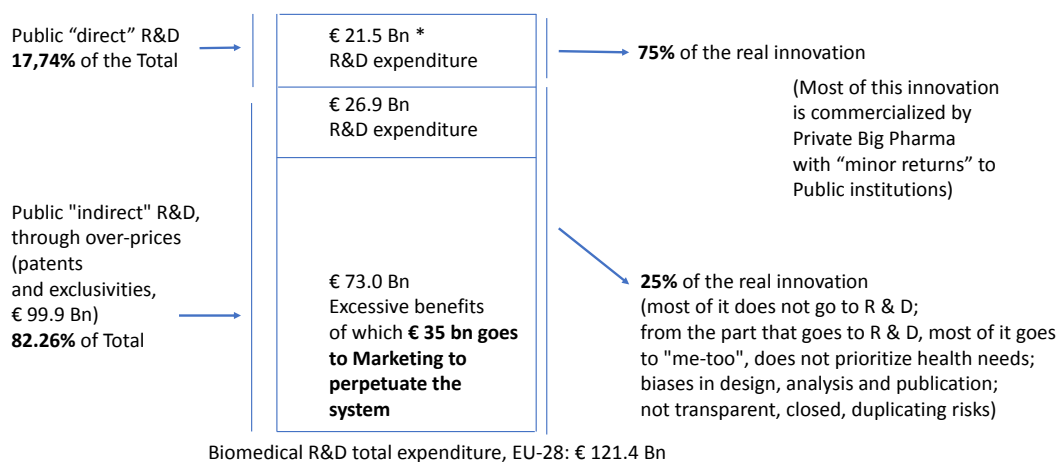 Public “direct” R&D
17,74% of the Total
€ 21.5 Bn *
R&D expenditure
75% of the real innovation
(Most of this innovation
is commercialized by
Private Big Pharma
with “minor returns” to
Public institutions)
€ 26.9 Bn
R&D expenditure
Public "indirect" R&D,
through over-prices
(patents
and exclusivities,
€ 99.9 Bn)
82.26% of Total
€ 73.0 Bn
Excessive benefits
of which € 35 bn goes
to Marketing to
perpetuate the
system
25% of the real innovation
(most of it does not go to R & D;
from the part that goes to R & D, most of it goes
to "me-too", does not prioritize health needs;
biases in design, analysis and publication;
not transparent, closed, duplicating risks)
Biomedical R&D total expenditure, EU-28: € 121.4 Bn